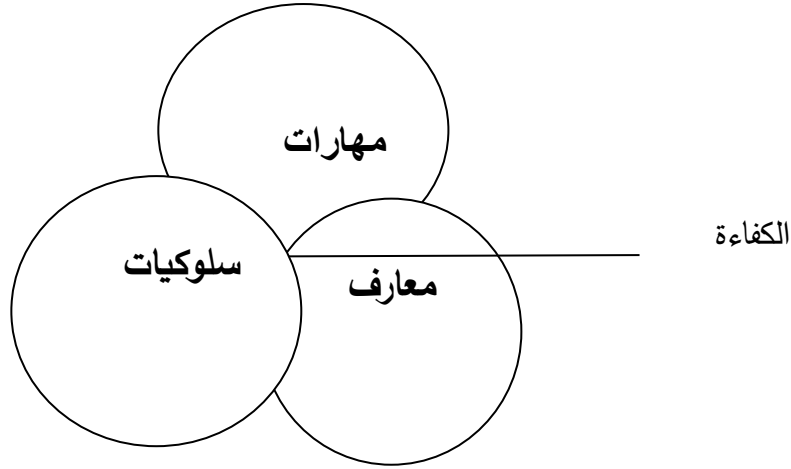 مهارات
الكفاءة
سلوكيات
معارف